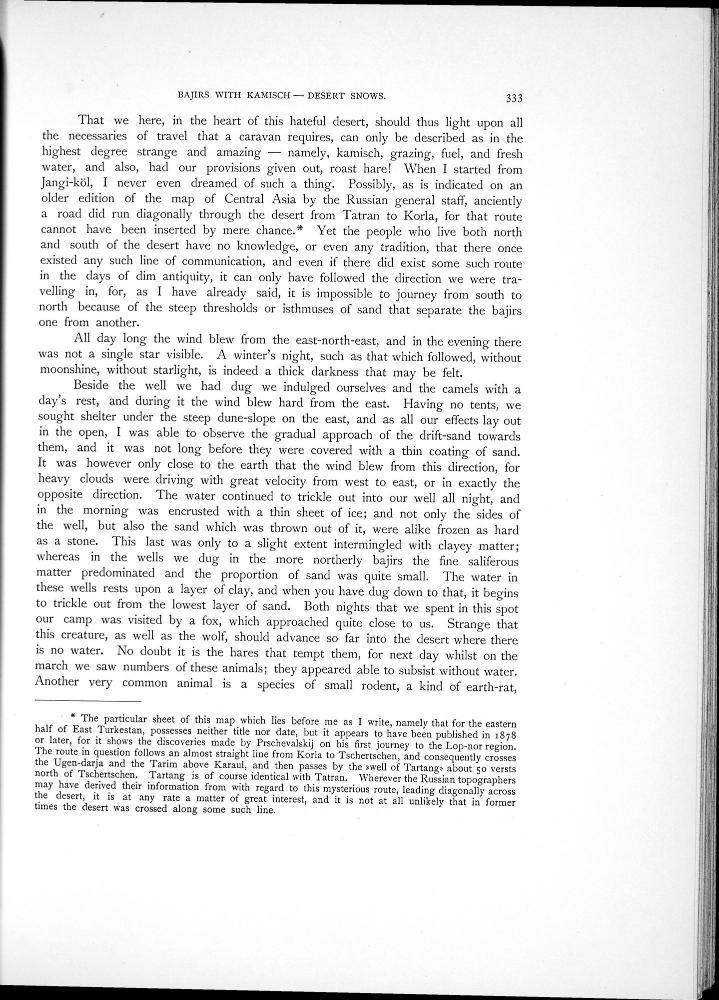 BAJIRS WITH KAMISCH — DESERT SNOWS. 333
That we here, in the heart of this hateful desert, should thus light upon all
the necessaries of travel that a caravan requires, can only be described as in the
highest degree strange and amazing — namely, kamisch, grazing, fuel, and fresh
water, and also, had our provisions given out, roast hare! When I started from
Jangi-köl, I never even dreamed of such a thing. Possibly, as is indicated on an
older edition of the map of Central Asia by the Russian general staff, anciently
a road did run diagonally through the desert from Tatran to Korla, for that route
cannot have been inserted by mere chance.* Yet the people who live both north
and south of the desert have no knowledge, or even any tradition, that there once
existed any such line of communication, and even if there did exist some such route
in the days of dim antiquity, it can only have followed the direction we were tra-
velling in, for, as I have already said, it is impossible to journey from south to
north because of the steep thresholds or isthmuses of sand that separate the bajirs
one from another.
All day long the wind blew from the east-north-east, and in the evening there
was not a single star visible. A winter's night, such as that which followed, without
moonshine, without starlight, is indeed a thick darkness that may be felt.
Beside the well we had dug we indulged ourselves and the camels with a
day's rest, and during it the wind blew hard from the east. Having no tents, we
sought shelter under the steep dune-slope on the east, and as all our effects lay out
in the open, I was able to observe the gradual approach of the drift-sand towards
them, and it was not long before they were covered with a thin coating of sand.
It was however only close to the earth that the wind blew from this direction, for
heavy clouds were driving with great velocity from west to east, or in exactly the
opposite direction. The water continued to trickle out into our well all night, and
in the morning was encrusted with a thin sheet of ice; and not only the sides of
the well, but also the sand which was thrown out of it, were alike frozen as hard
as a stone. This last was only to a slight extent intermingled with clayey matter;
whereas in the wells we dug in the more northerly bajirs the fine saliferous
matter predominated and the proportion of sand was quite small. The water in
these wells rests upon a layer of clay, and when you have dug down to that, it begins
to trickle out from the lowest layer of sand. Both nights that we spent in this spot
our camp was visited by a fox, which approached quite close to us. Strange that
this creature, as well as the wolf, should advance so far into the desert where there
is no water. No doubt it is the hares that tempt them, for next day whilst on the
march we saw numbers of these animals; they appeared able to subsist without water.
Another very common animal is a species of small rodent, a kind of earth-rat,
* The particular sheet of this map which lies before me as I write, namely that for the eastern
half of East Turkestan, possesses neither title nor date, but it appears to have been published in 1878
or later, for it shows the discoveries made by Prschevalskij on his first journey to the Lop-nor region.
The route in question follows an almost straight line from Korla to Tschertschen, and consequently crosses
the Ugen-darja and the Tarim above Karaul, and then passes by the »well of Tartang» about 50 versts
north of Tschertschen. Tartang is of course identical with Tatran. Wherever the Russian topographers
may have derived their information from with regard to this mysterious route, leading diagonally across
the desert, it is at any rate a matter of great interest, and it is not at all unlikely that in former
times the desert was crossed along some such line.